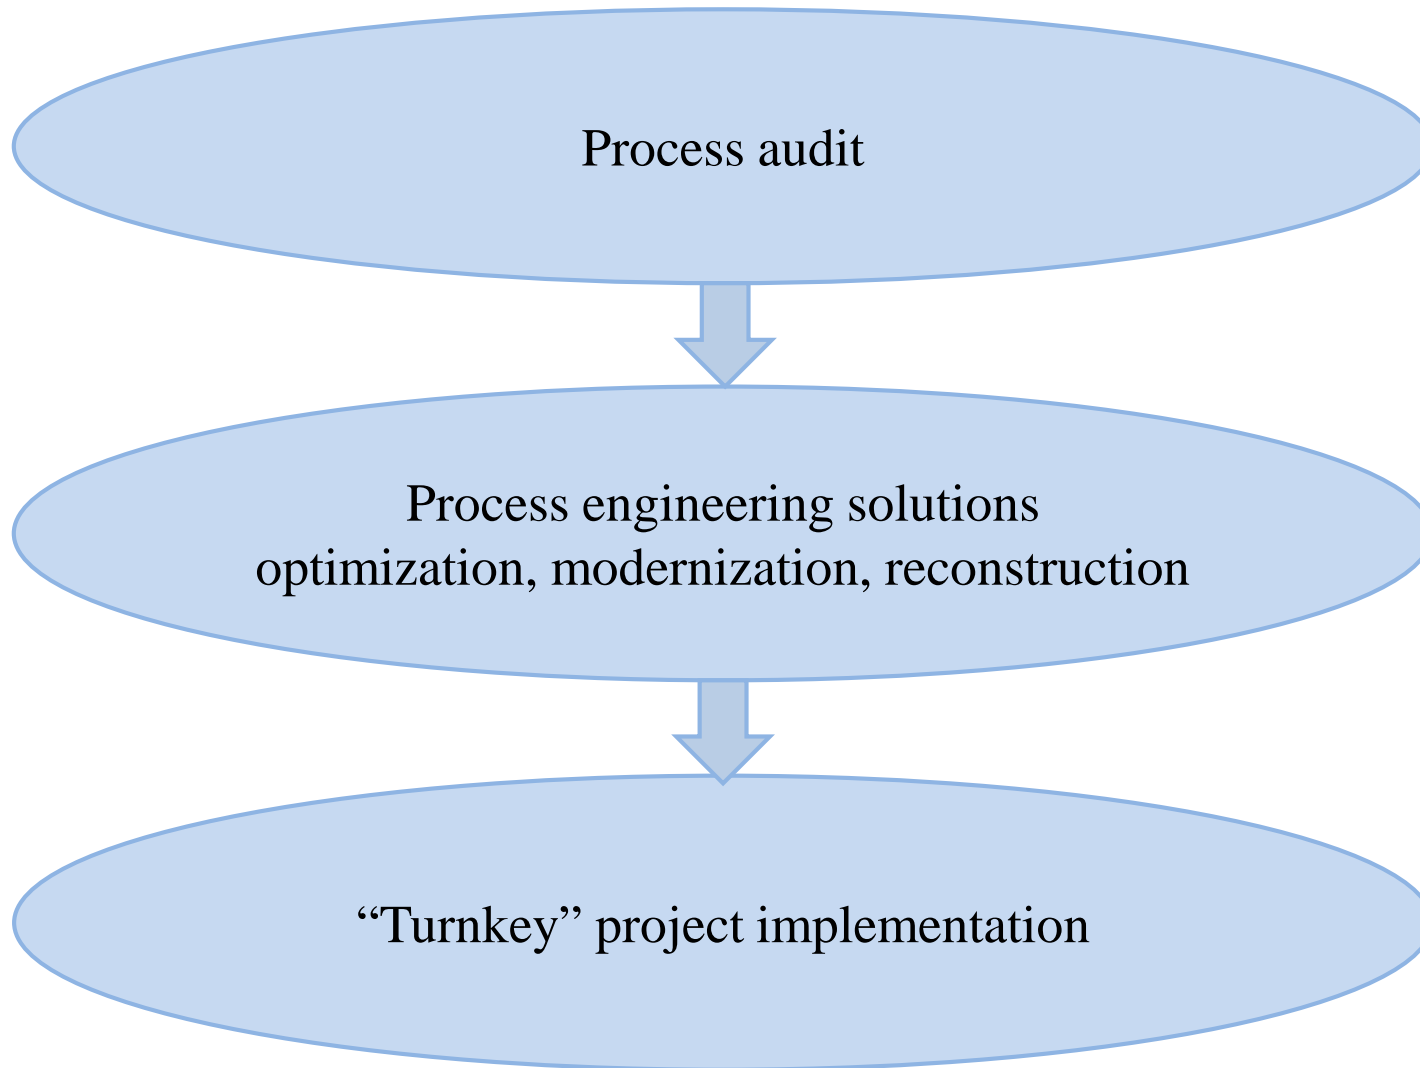 Process audit
Process engineering solutions
optimization, modernization, reconstruction
“Turnkey” project implementation